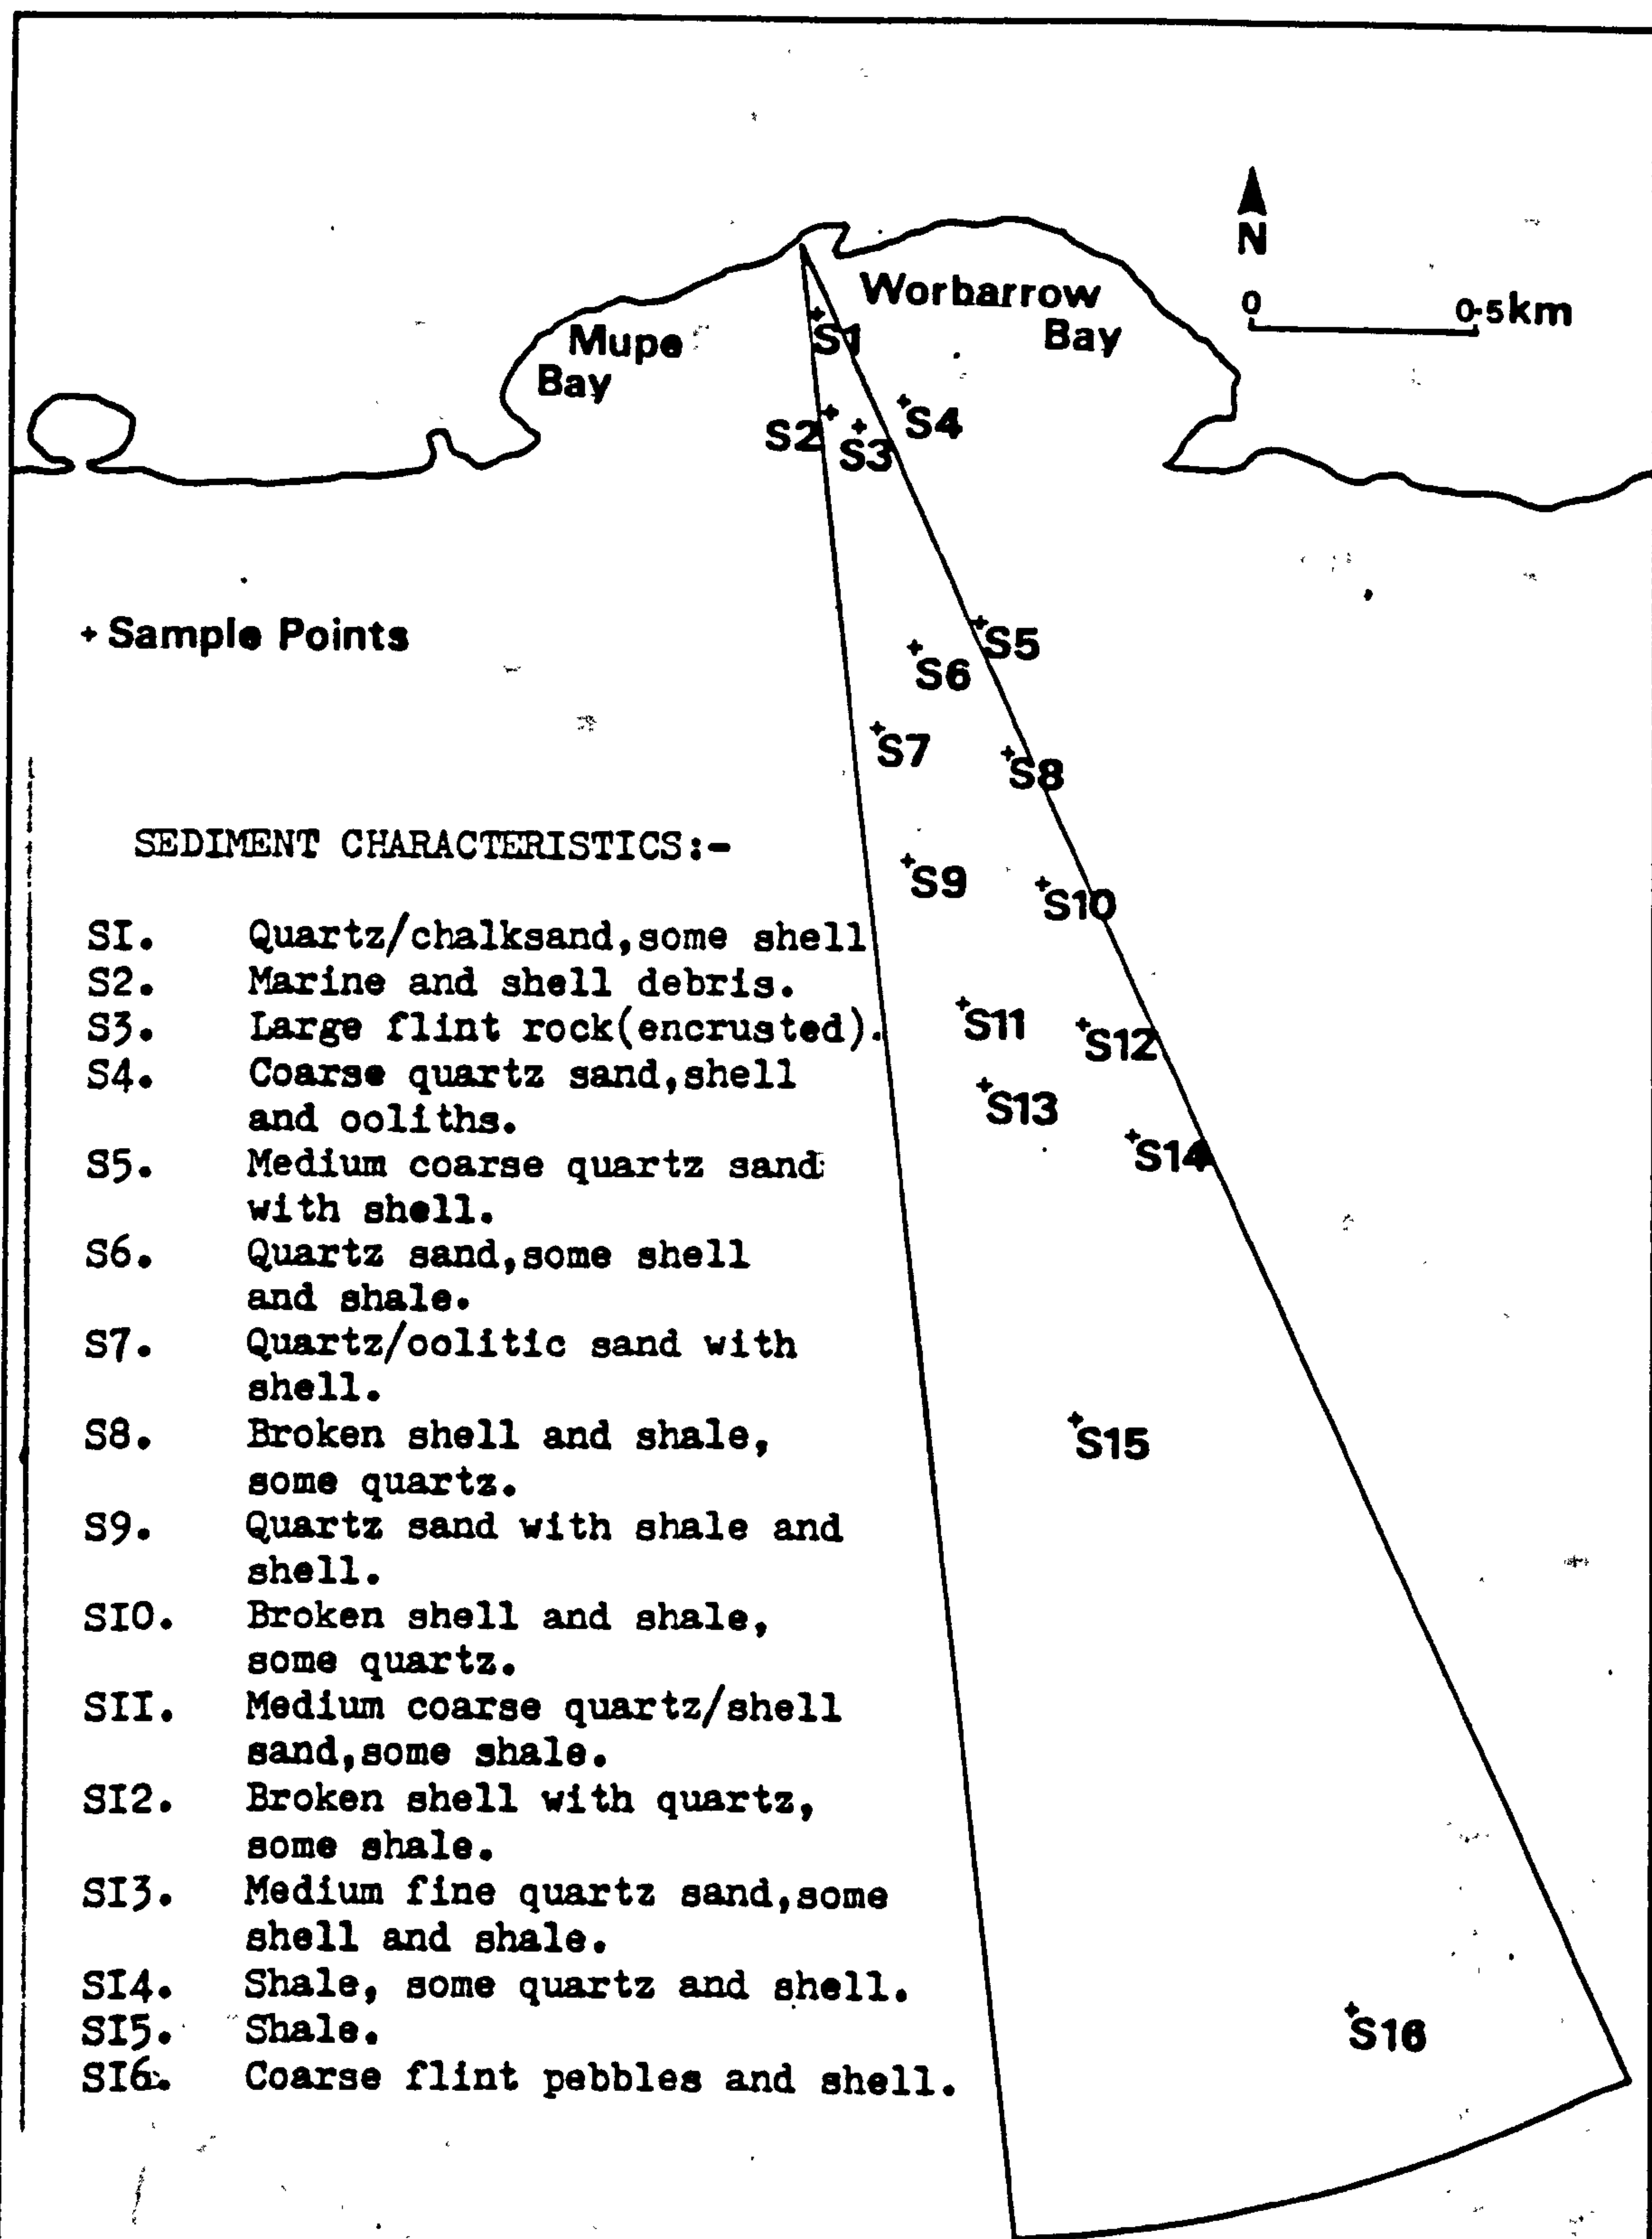 N
0 0·5km
Worbarrow
Bay
Mupe
Bay
S1
S4
S2
S3
+ Sample Points
S5
S6
S7
S8
S9
S10
S11
S12
S13
S14
S15
S16
SEDIMENT CHARACTERISTICS:-
SI. Quartz/chalksand,some shell
S2. Marine and shell debris.
S3. Large flint rock(encrusted).
S4. Coarse quartz sand,shell
and ooliths.
S5. Medium coarse quartz sand
with shell.
S6. Quartz sand,some shell
and shale.
S7. Quartz/oolitic sand with
shell.
S8. Broken shell and shale,
some quartz.
S9. Quartz sand with shale and
shell.
SI0. Broken shell and shale,
some quartz.
SII. Medium coarse quartz/shell
sand,some shale.
SI2. Broken shell with quartz,
some shale.
SI3. Medium fine quartz sand,some
shell and shale.
SI4. Shale, some quartz and shell.
SI5. Shale.
SI6. Coarse flint pebbles and shell.